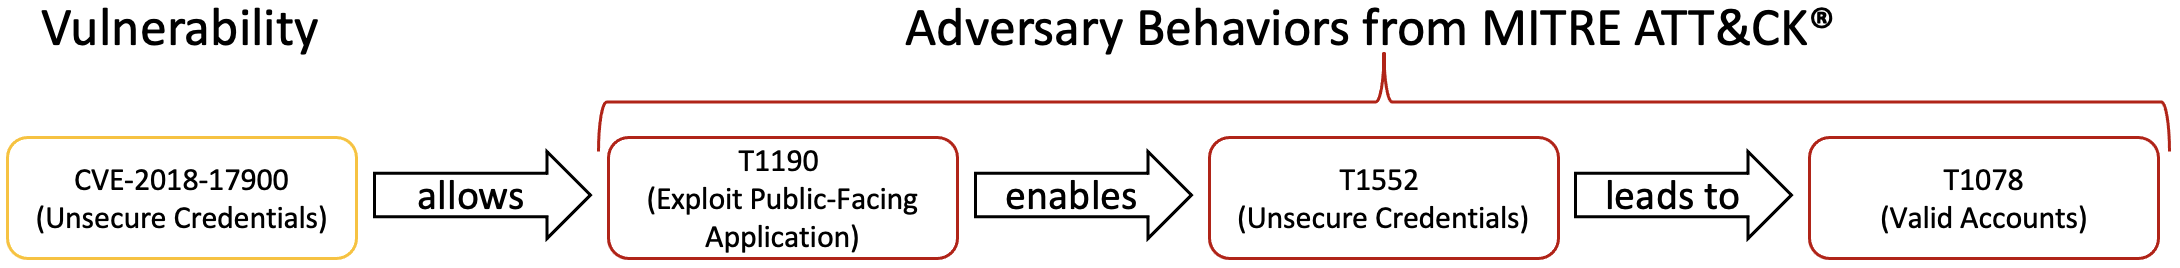 Vulnerability
Adversary Behaviors from MITRE ATT&CK®
CVE-2018-17900
(Unsecure Credentials)
allows
T1190
(Exploit Public-Facing
Application)
enables
T1552
(Unsecure Credentials)
leads to
T1078
(Valid Accounts)